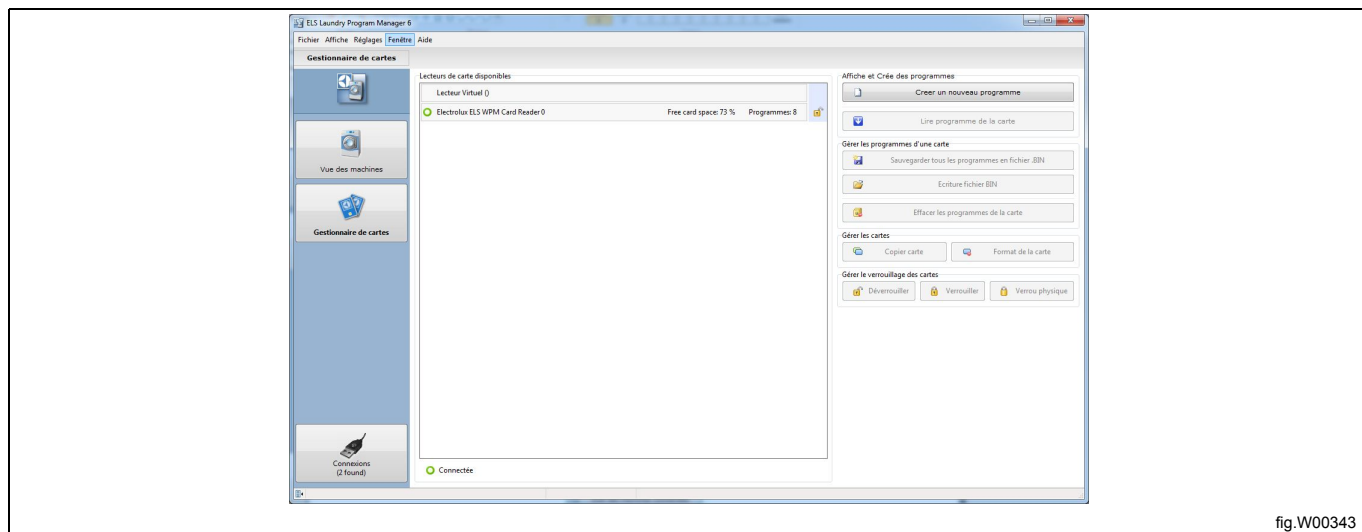 ELS Laundry Program Manager 6
Fichier Affiche Réglages Fenêtre Aide
Gestionnaire de cartes
Vue des machines
Gestionnaire de cartes
Connexions
(2 found)
Lecteurs de carte disponibles
Lecteur Virtuel ()
Electrolux ELS WPM Card Reader 0 Free card space: 73 % Programmes: 8
Connectée
Affiche et Crée des programmes
Creer un nouveau programme
Lire programme de la carte
Gérer les programmes d'une carte
Sauvegarder tous les programmes en fichier .BIN
Ecriture fichier BIN
Effacer les programmes de la carte
Gérer les cartes
Copier carte Format de la carte
Gérer le verrouillage des cartes
Déverrouiller Verrouiller Verrou physique
fig.W00343